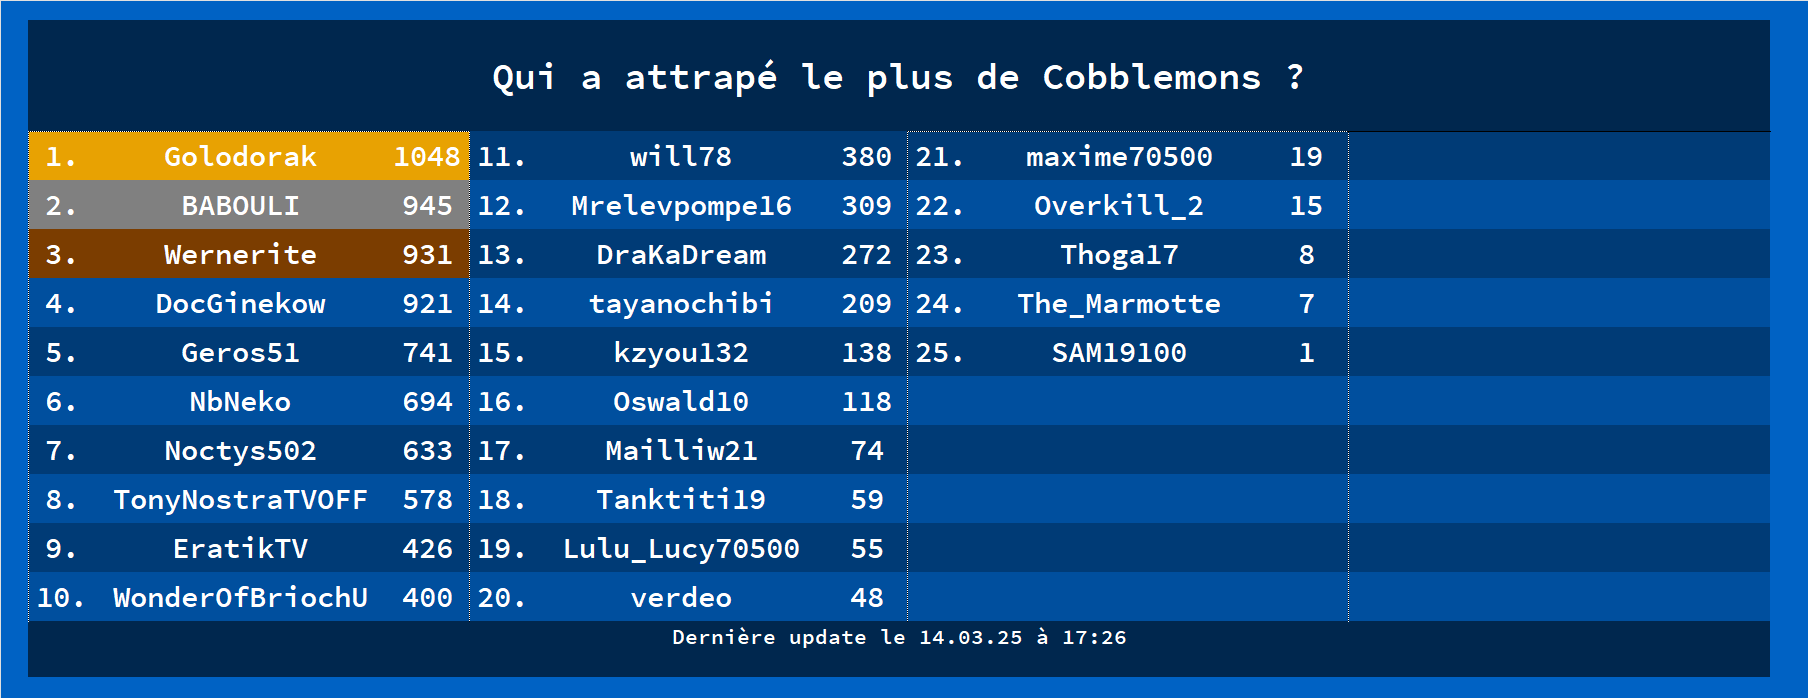 Qui a attrapé le plus de Cobblemons ?
1. Golodorak 1048
2. BABOULI 945
3. Wernerite 931
4. DocGinekow 921
5. Geros51 741
6. NbNeko 694
7. Noctys502 633
8. TonyNostraTVOFF 578
9. EratikTV 426
10. WonderOfBriochU 400
11. will78 380
12. Mrelevpompe16 309
13. DraKaDream 272
14. tayanochibi 209
15. kzyou132 138
16. Oswald10 118
17. Mailliw21 74
18. Tanktiti19 59
19. Lulu_Lucy70500 55
20. verdeo 48
21. maxime70500 19
22. Overkill_2 15
23. Thoga17 8
24. The_Marmotte 7
25. SAM19100 1
Dernière update le 14.03.25 à 17:26